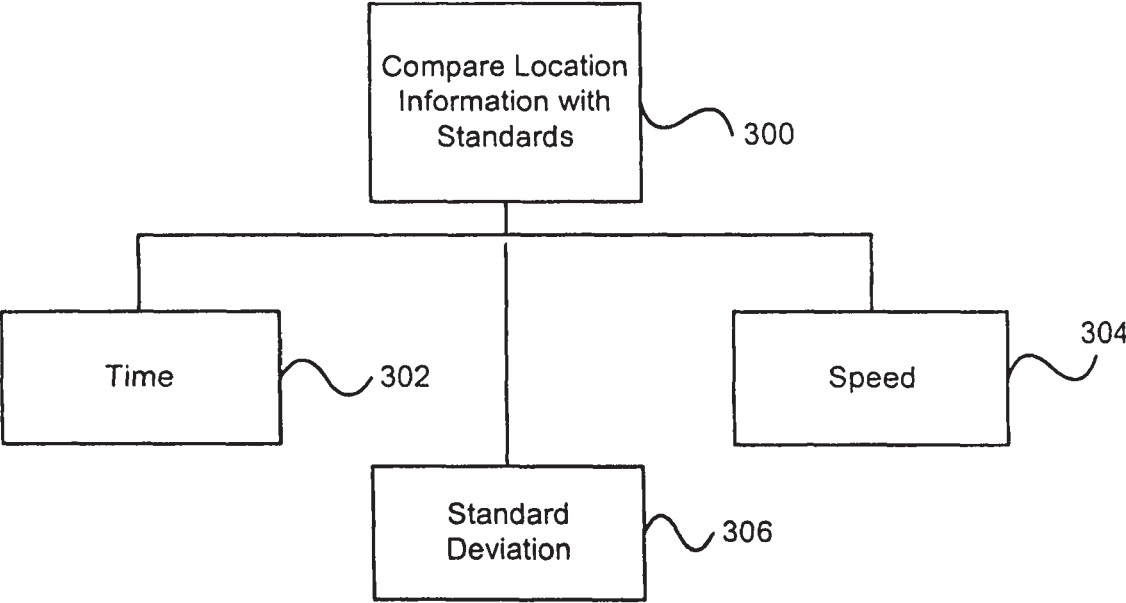 Compare Location
Information with
Standards
300
Time
302
Speed
304
Standard
Deviation
306